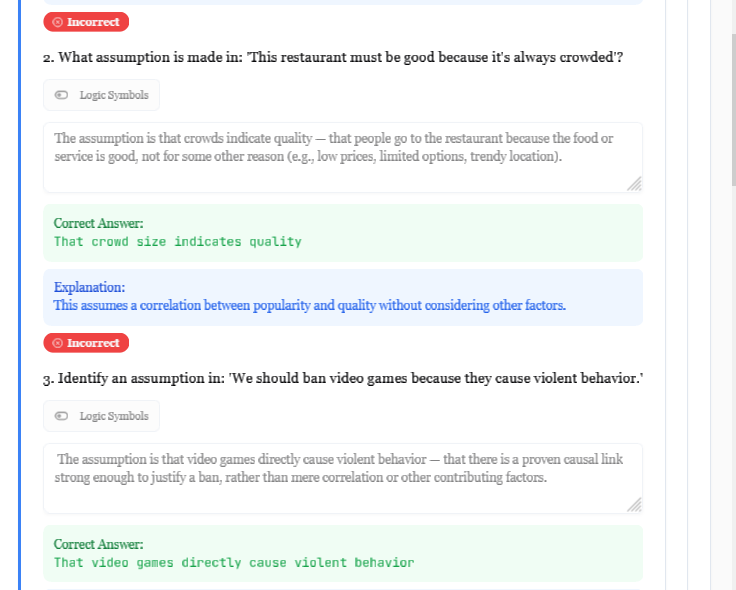 Incorrect
2. What assumption is made in: 'This restaurant must be good because it's always crowded'?
Logic Symbols
The assumption is that crowds indicate quality — that people go to the restaurant because the food or
service is good, not for some other reason (e.g., low prices, limited options, trendy location).
Correct Answer:
That crowd size indicates quality
Explanation:
This assumes a correlation between popularity and quality without considering other factors.
Incorrect
3. Identify an assumption in: 'We should ban video games because they cause violent behavior.'
Logic Symbols
The assumption is that video games directly cause violent behavior — that there is a proven causal link
strong enough to justify a ban, rather than mere correlation or other contributing factors.
Correct Answer:
That video games directly cause violent behavior